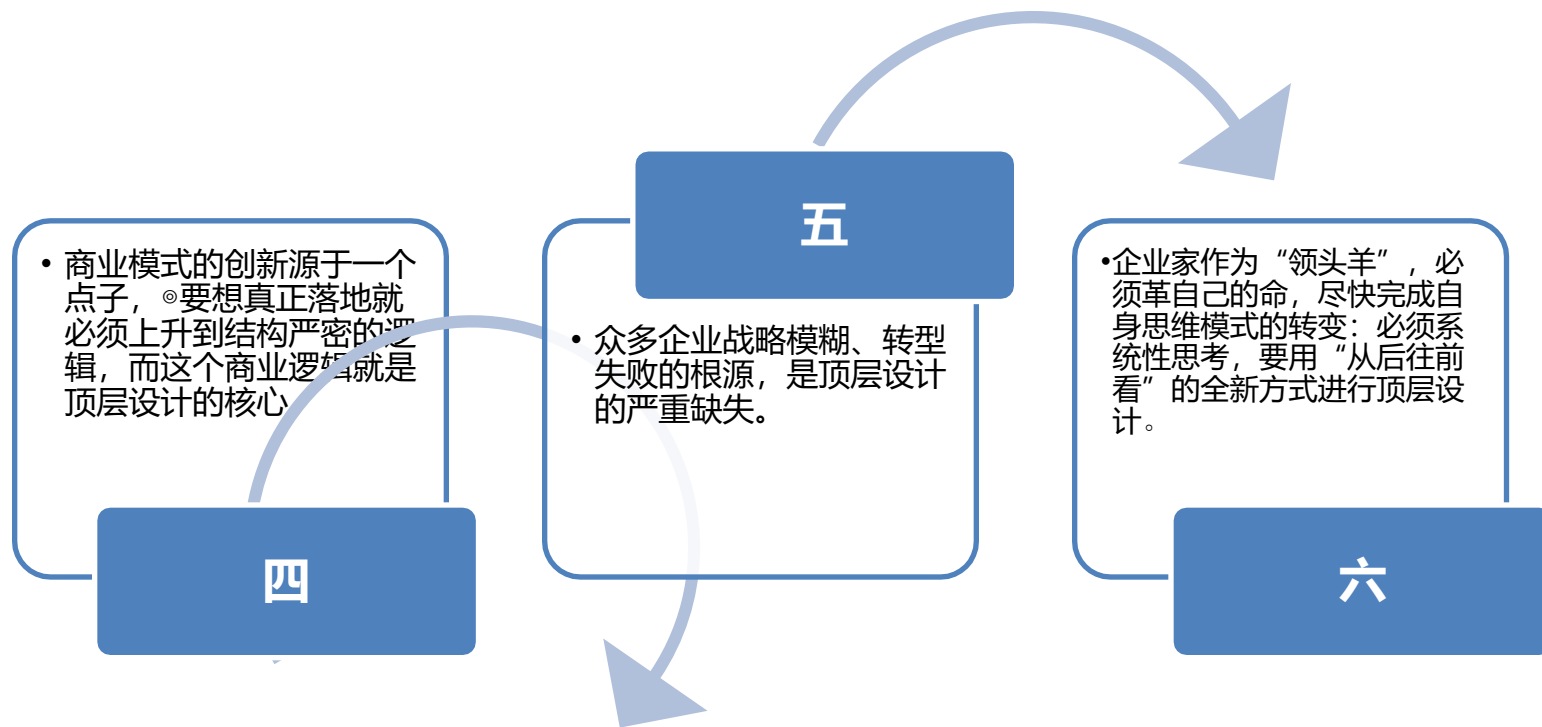 • 商业模式的创新源于一个
点子，◎要想真正落地就
必须上升到结构严密的逻
辑，而这个商业逻辑就是
顶层设计的核心
四
五
• 众多企业战略模糊、转型
失败的根源，是顶层设计
的严重缺失。
•企业家作为“领头羊”，必
须革自己的命，尽快完成自
身思维模式的转变：必须系
统性思考，要用“从后往前
看”的全新方式进行顶层设
计。
六